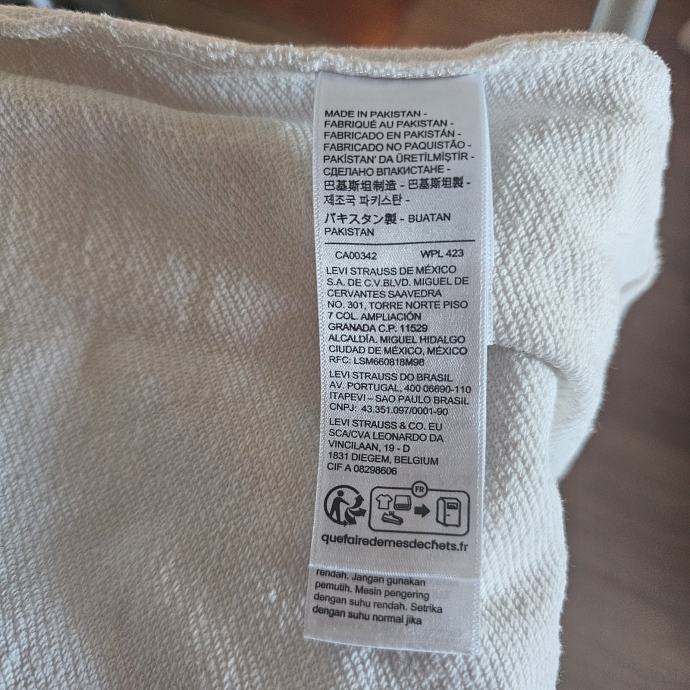 MADE IN PAKISTAN -
FABRIQUÉ AU PAKISTAN -
FABRICADO EN PAKISTÁN -
FABRICADO NO PAQUISTÃO -
PAKİSTAN' DA ÜRETİLMİŞTİR -
СДЕЛАНО ВПАКИСТАНЕ -
巴基斯坦制造 - 巴基斯坦製 -
제조국 파키스탄 -
パキスタン製 - BUATAN
PAKISTAN
CA00342 WPL 423
LEVI STRAUSS DE MÉXICO
S.A. DE C.V.BLVD. MIGUEL DE
CERVANTES SAAVEDRA
NO. 301, TORRE NORTE PISO
7 COL. AMPLIACIÓN
GRANADA C.P. 11529
ALCALDÍA. MIGUEL HIDALGO
CIUDAD DE MÉXICO, MÉXICO
RFC: LSM660818M98
LEVI STRAUSS DO BRASIL
AV. PORTUGAL, 400 06690-110
ITAPEVI – SAO PAULO BRASIL
CNPJ: 43.351.097/0001-90
LEVI STRAUSS & CO. EU
SCA/CVA LEONARDO DA
VINCILAAN, 19 - D
1831 DIEGEM, BELGIUM
CIF A 08298606
FR
quefairedemesdechets.fr
rendah. Jangan gunakan
pemutih. Mesin pengering
dengan suhu rendah. Setrika
dengan suhu normal jika